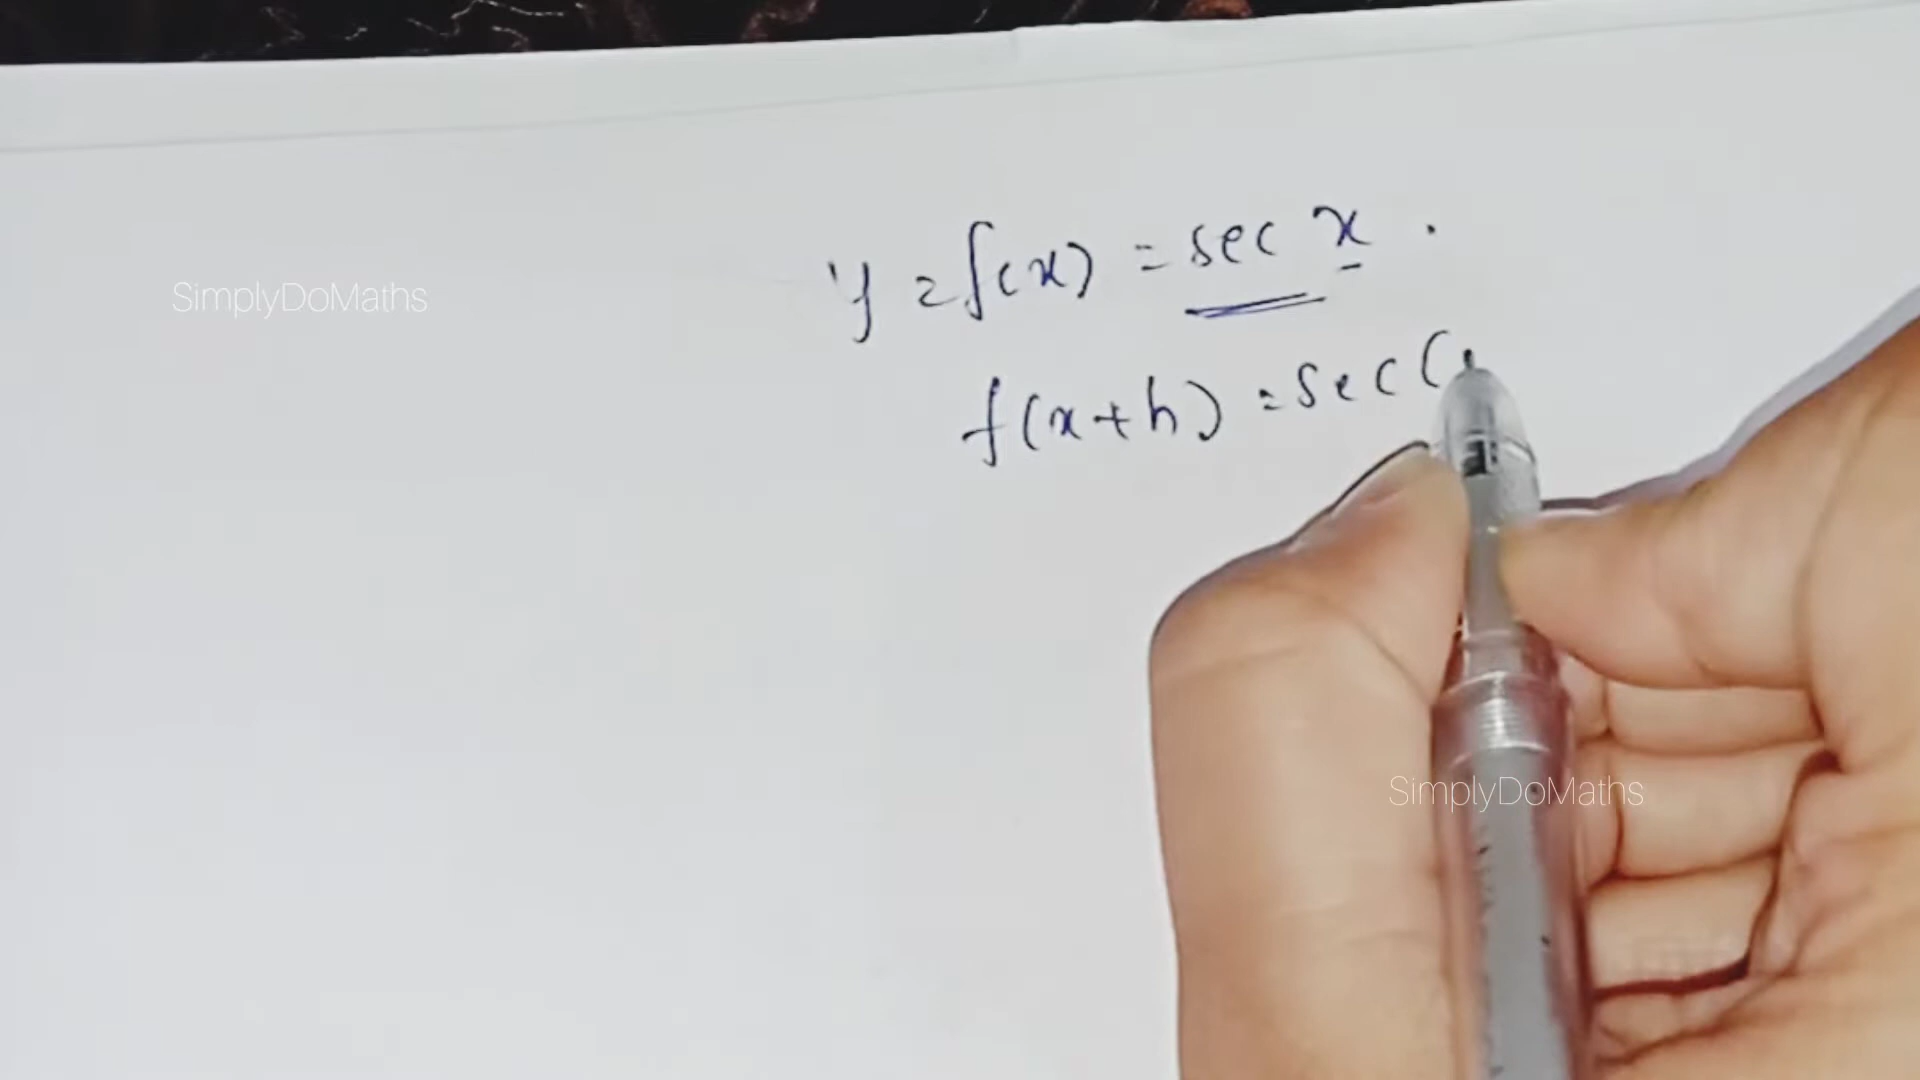 y = f(x) = sec x .
SimplyDoMaths
f(x+h) = sec (
SimplyDoMaths